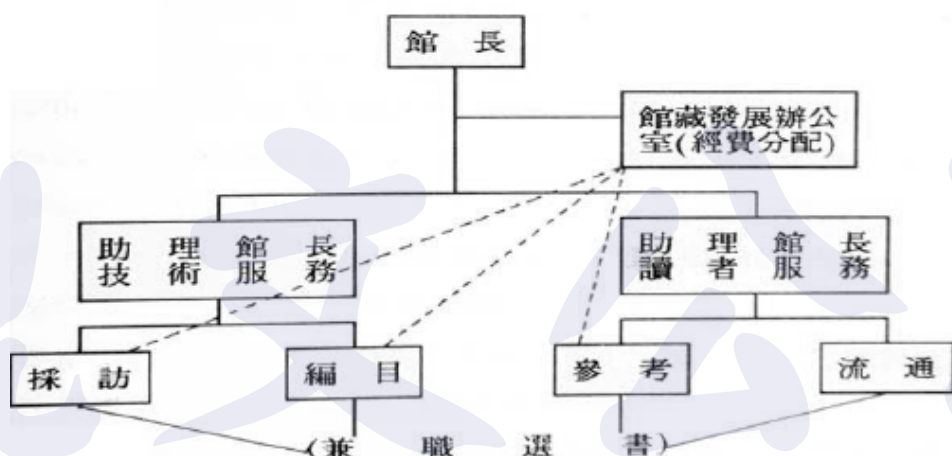 館長
館藏發展辦公
室(經費分配)
助理館長
技術服務
助理館長
讀者服務
採訪
編目
參考
流通
(兼職選書)